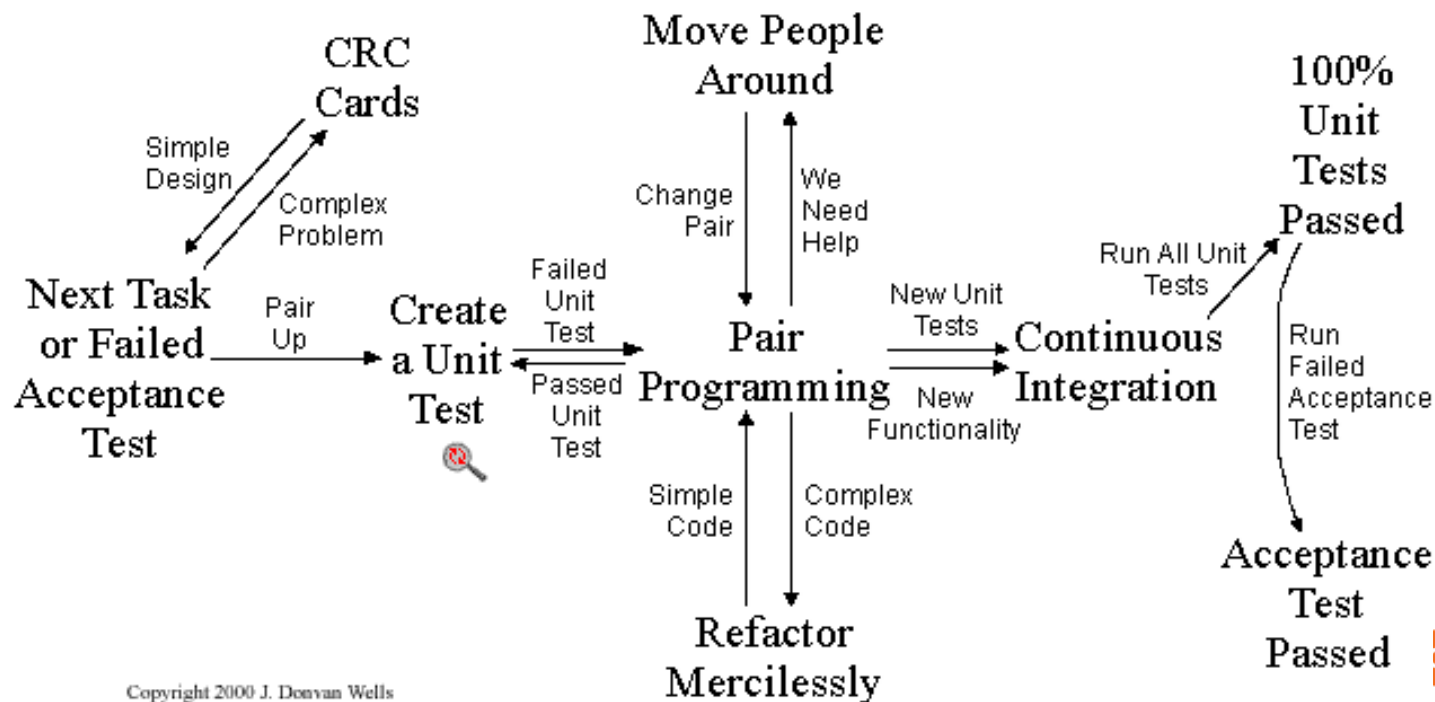 CRC
Cards
Simple
Design
Complex
Problem
Next Task
or Failed
Acceptance
Test
Pair
Up
Create
a Unit
Test
Failed
Unit
Test
Passed
Unit
Test
Move People
Around
Change
Pair
We
Need
Help
Pair
Programming
Simple
Code
Complex
Code
Refactor
Mercilessly
New Unit
Tests
New
Functionality
Continuous
Integration
Run All Unit
Tests
100%
Unit
Tests
Passed
Run
Failed
Acceptance
Test
Acceptance
Test
Passed
Copyright 2000 J. Donvan Wells